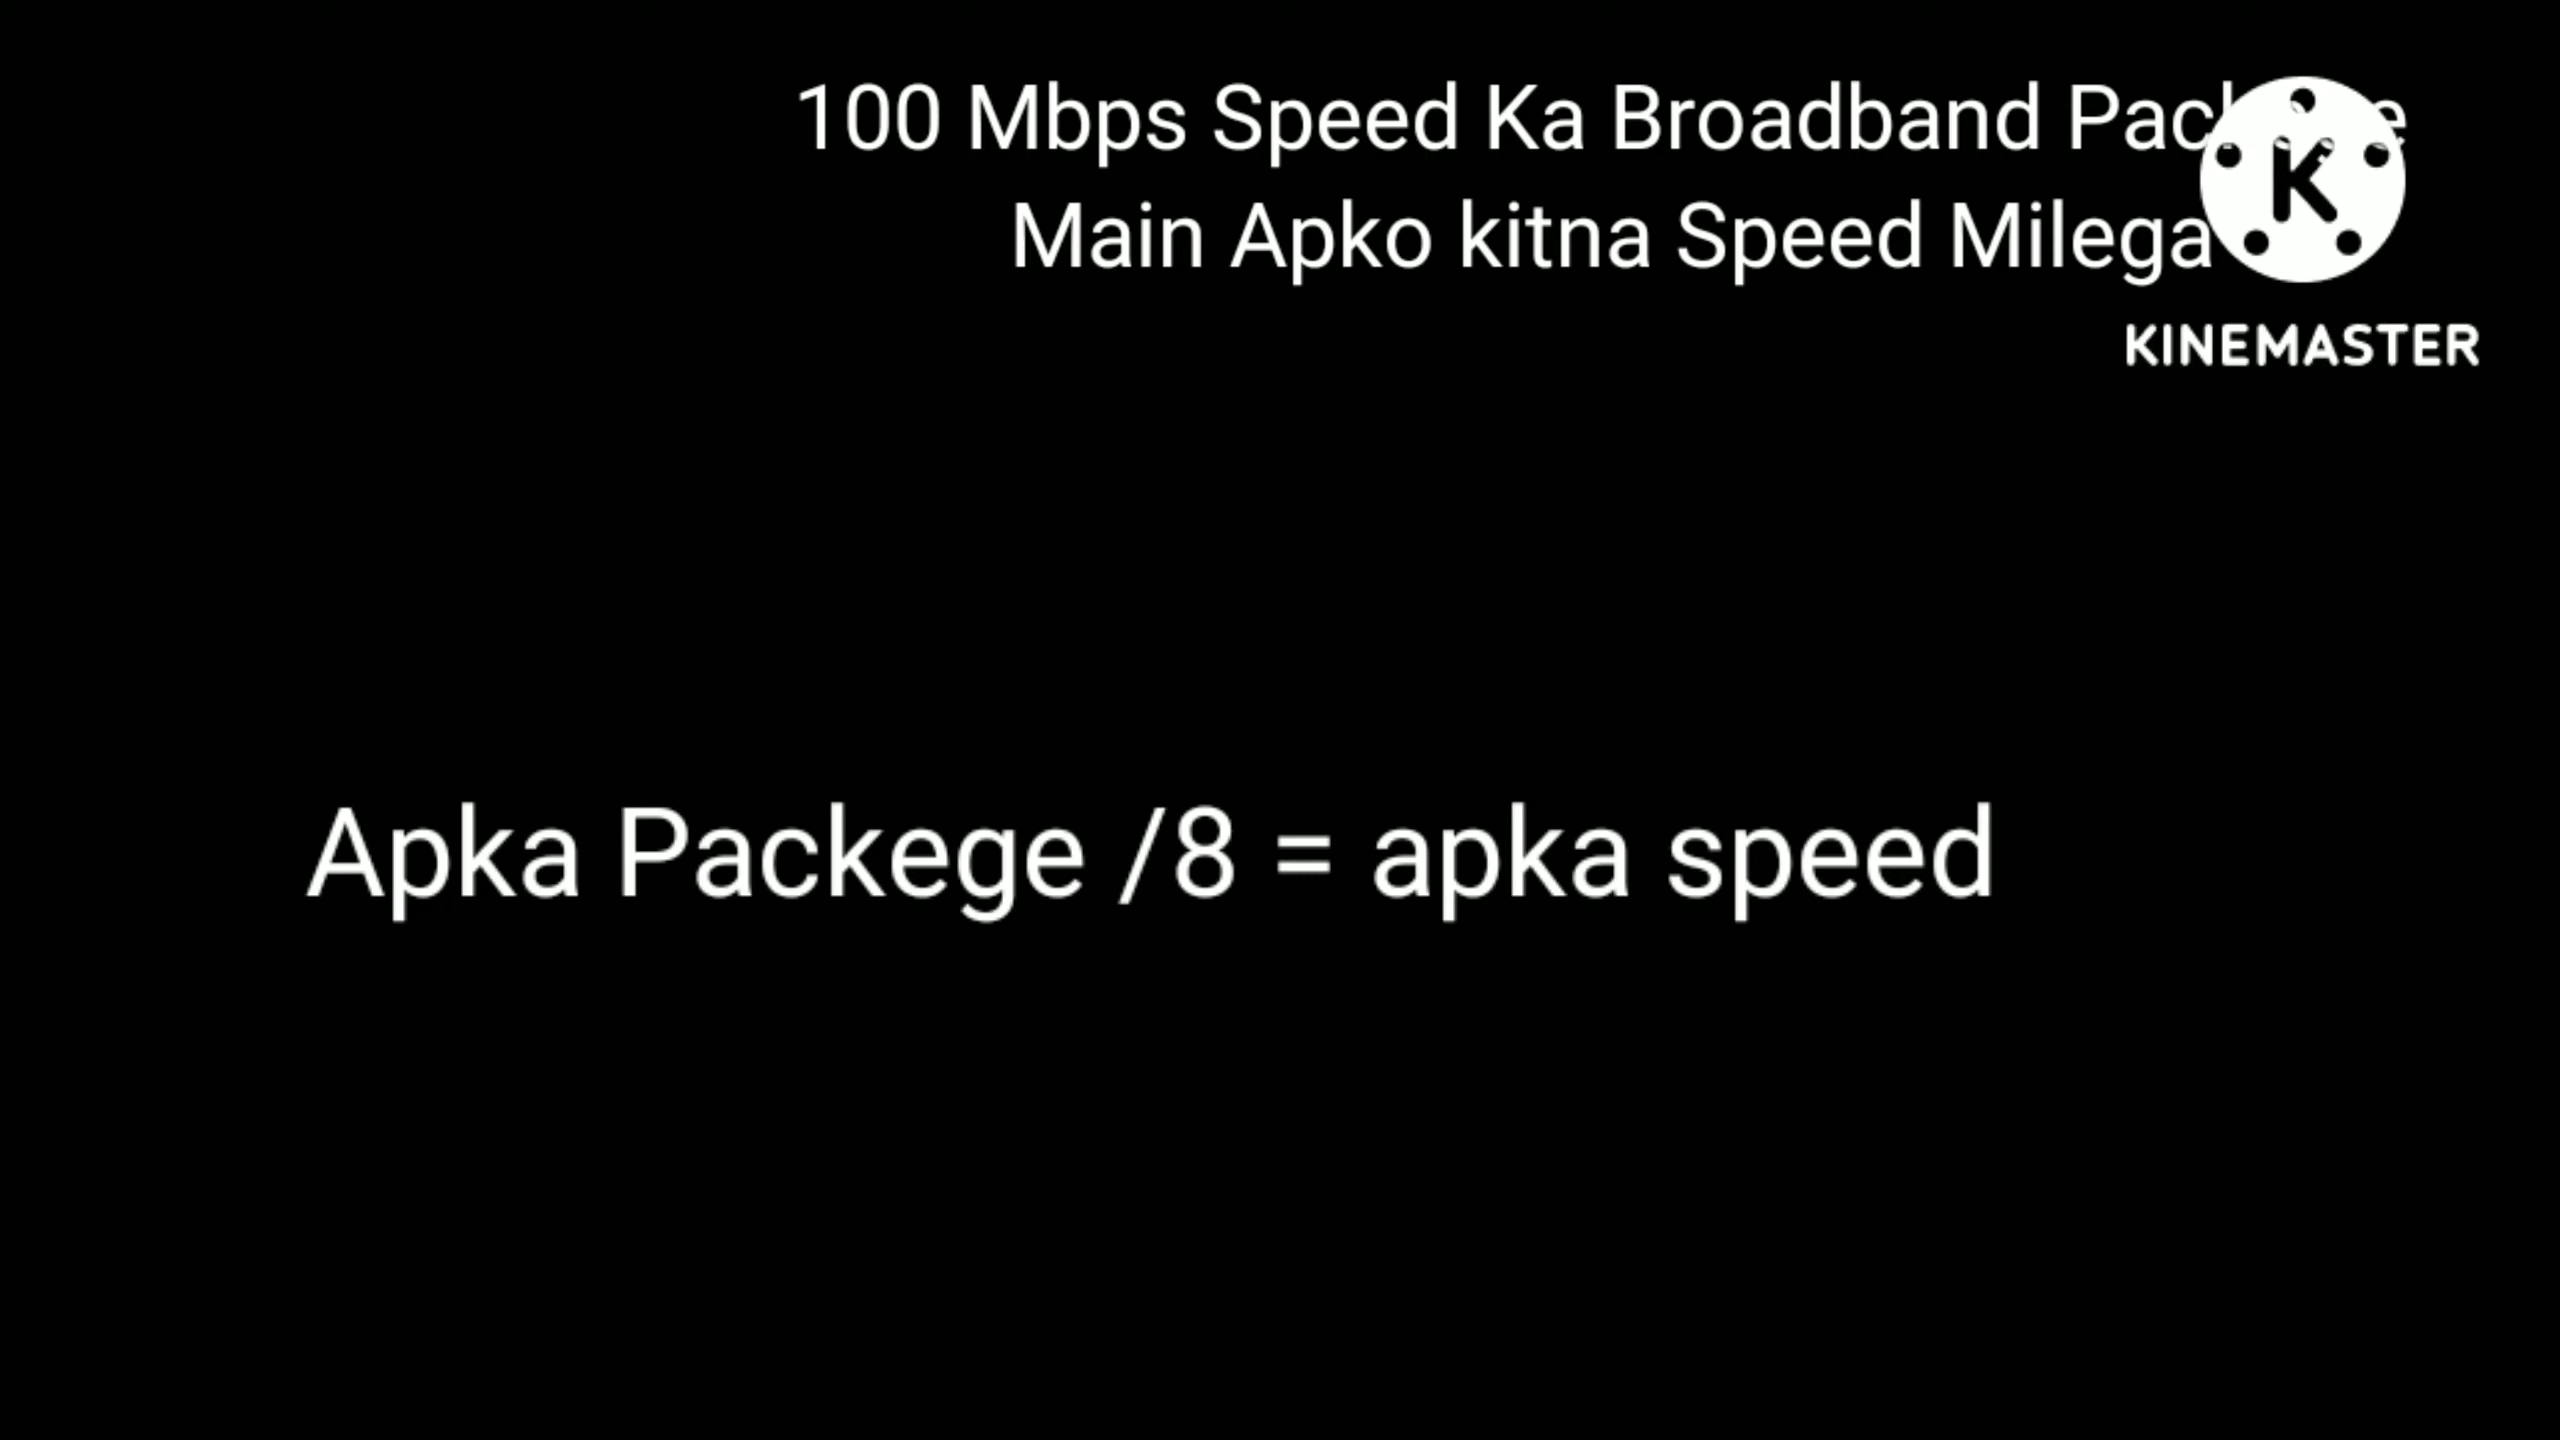 100 Mbps Speed Ka Broadband
Main Apko kitna Speed Milega
K
KINEMASTER
Apka Packege /8 = apka speed